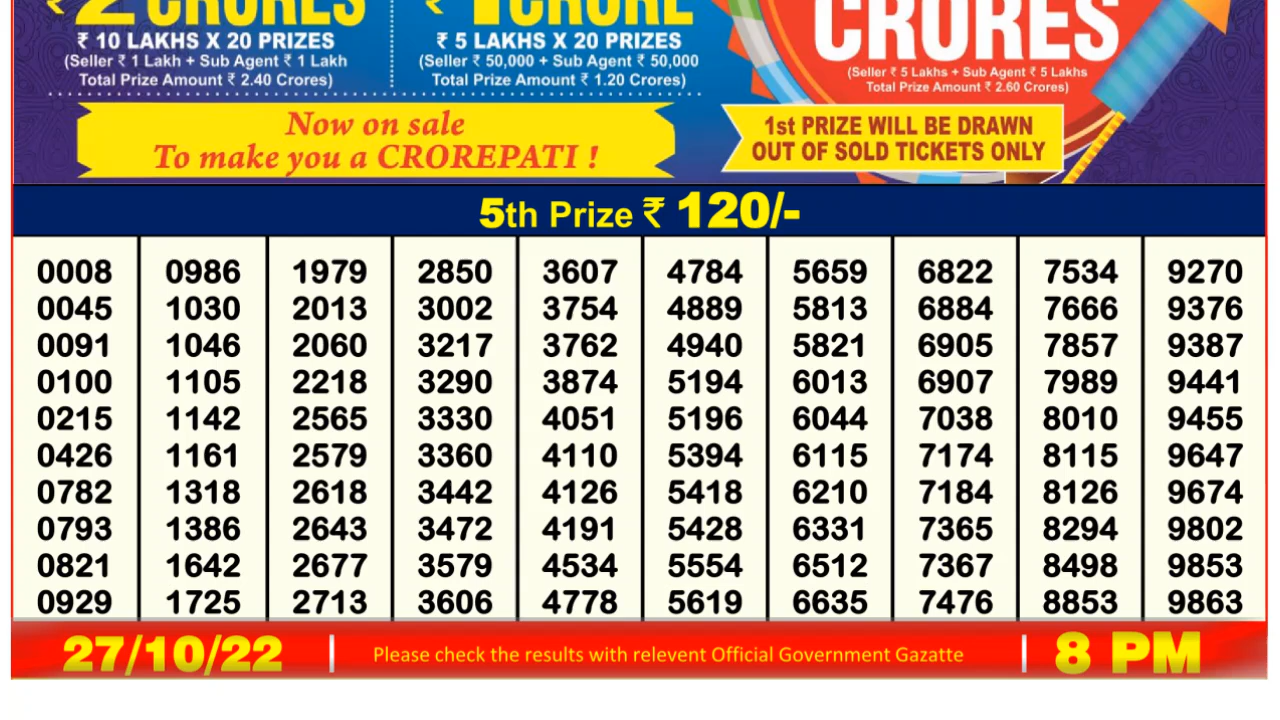 ₹ 2 CRORES
₹ 1 CRORE
CRORES
₹ 10 LAKHS X 20 PRIZES
(Seller ₹ 1 Lakh + Sub Agent ₹ 1 Lakh
Total Prize Amount ₹ 2.40 Crores)
₹ 5 LAKHS X 20 PRIZES
(Seller ₹ 50,000 + Sub Agent ₹ 50,000
Total Prize Amount ₹ 1.20 Crores)
(Seller ₹ 5 Lakhs + Sub Agent ₹ 5 Lakhs
Total Prize Amount ₹ 2.60 Crores)
Now on sale
To make you a CROREPATI !
1st PRIZE WILL BE DRAWN
OUT OF SOLD TICKETS ONLY
5th Prize ₹ 120/-
0008 0986 1979 2850 3607 4784 5659 6822 7534 9270
0045 1030 2013 3002 3754 4889 5813 6884 7666 9376
0091 1046 2060 3217 3762 4940 5821 6905 7857 9387
0100 1105 2218 3290 3874 5194 6013 6907 7989 9441
0215 1142 2565 3330 4051 5196 6044 7038 8010 9455
0426 1161 2579 3360 4110 5394 6115 7174 8115 9647
0782 1318 2618 3442 4126 5418 6210 7184 8126 9674
0793 1386 2643 3472 4191 5428 6331 7365 8294 9802
0821 1642 2677 3579 4534 5554 6512 7367 8498 9853
0929 1725 2713 3606 4778 5619 6635 7476 8853 9863
27/10/22 | Please check the results with relevent Official Government Gazatte | 8 PM